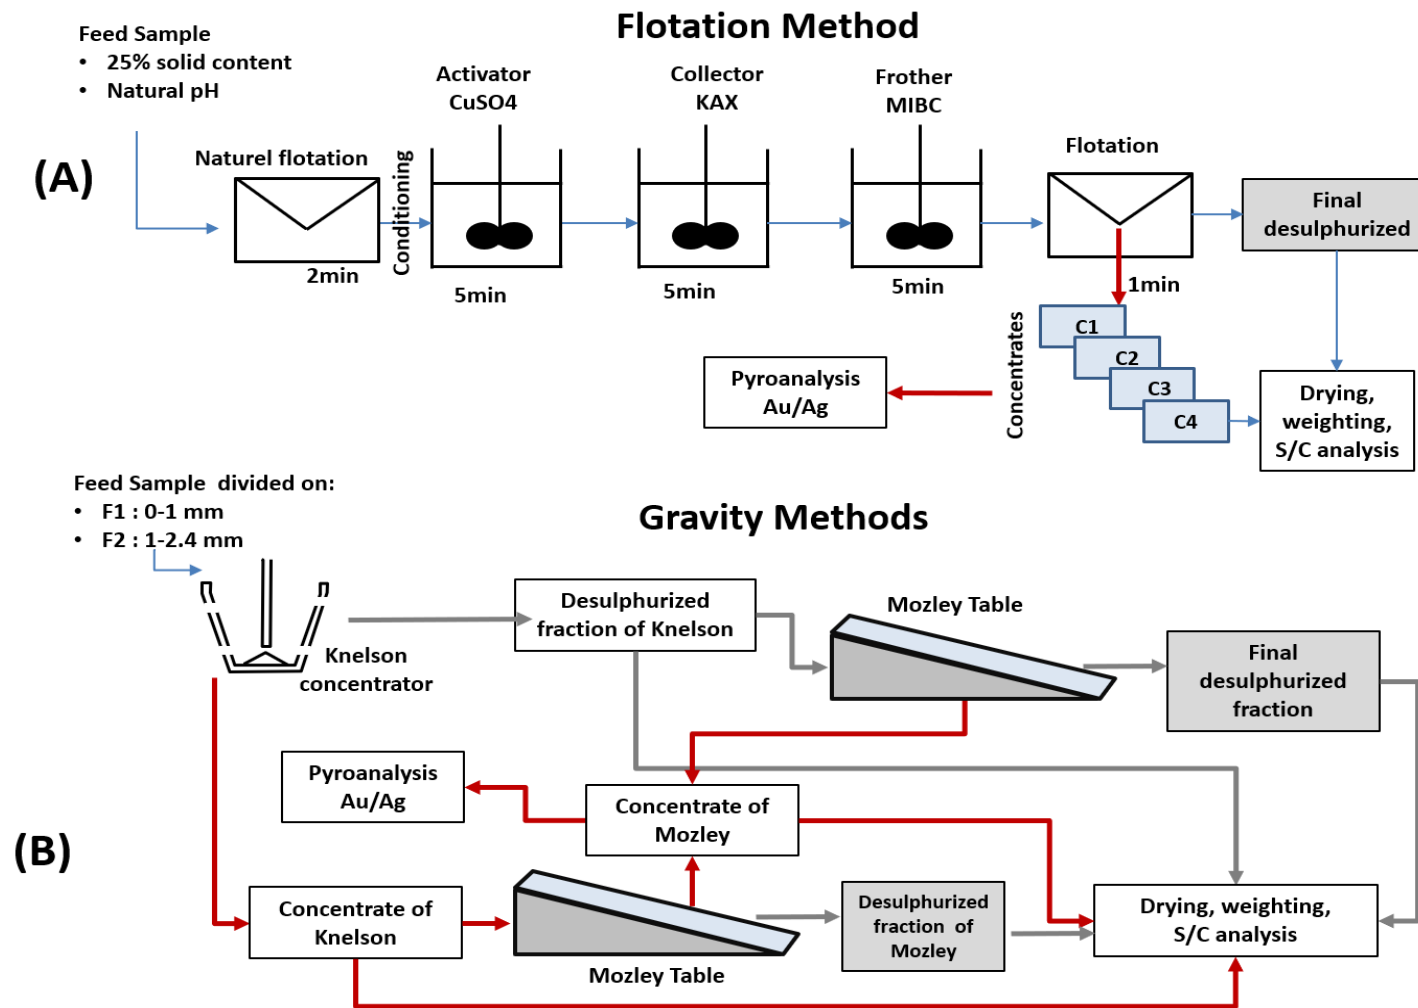 Flotation Method
Feed Sample
• 25% solid content
• Natural pH
(A)
Naturel flotation
2min
Conditioning
Activator
CuSO4
5min
Collector
KAX
5min
Frother
MIBC
5min
Flotation
1min
Final
desulphurized
Concentrates
C1
C2
C3
C4
Pyroanalysis
Au/Ag
Drying,
weighting,
S/C analysis
Gravity Methods
Feed Sample divided on:
• F1 : 0-1 mm
• F2 : 1-2.4 mm
Knelson
concentrator
Desulphurized
fraction of Knelson
Mozley Table
Final
desulphurized
fraction
Pyroanalysis
Au/Ag
Concentrate of
Mozley
(B)
Concentrate of
Knelson
Mozley Table
Desulphurized
fraction of
Mozley
Drying, weighting,
S/C analysis